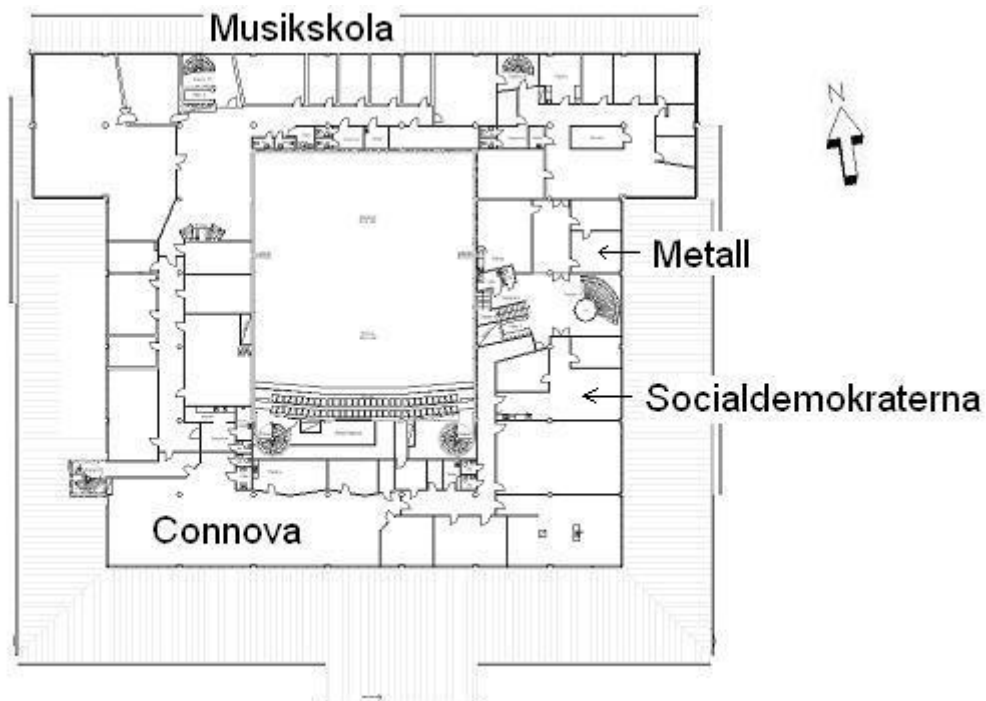 Musikskola
N
Metall
Socialdemokraterna
Connova